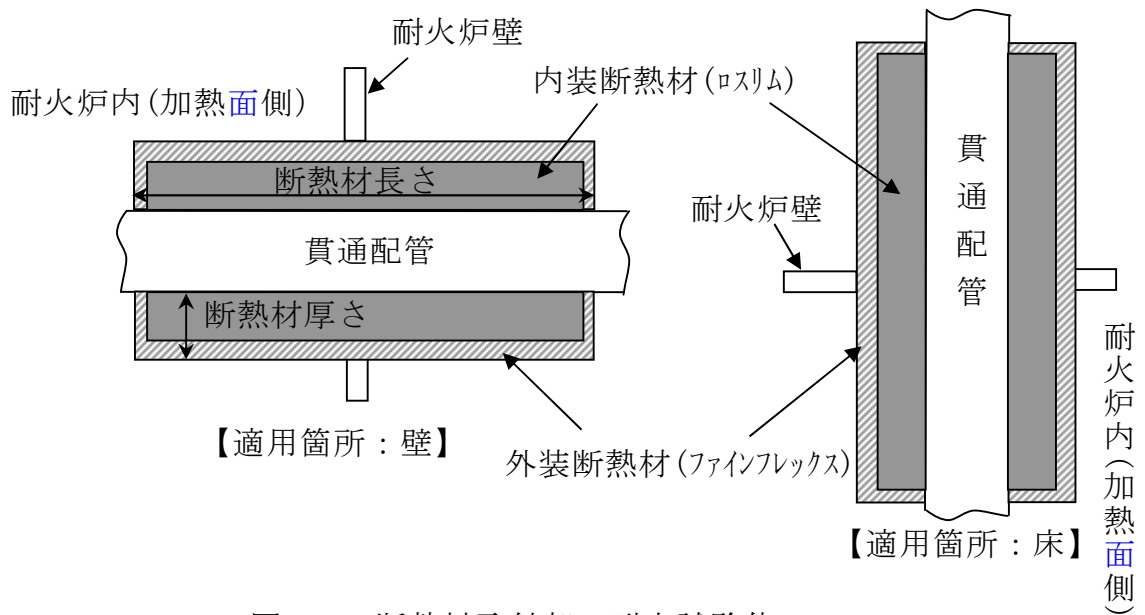 耐火炉壁
耐火炉内(加熱面側)
内装断熱材(ロスリム)
断熱材長さ
貫通配管
断熱材厚さ
【適用箇所：壁】
外装断熱材(ファインフレックス)
耐火炉壁
貫通配管
【適用箇所：床】
耐火炉内(加熱面側)